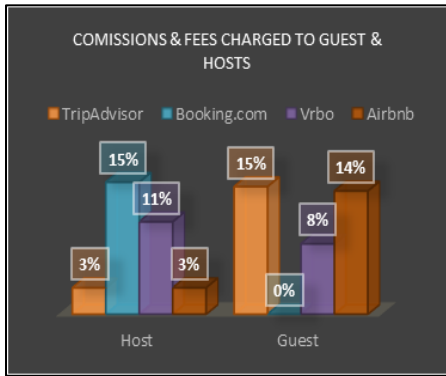 COMISSIONS & FEES CHARGED TO GUEST &
HOSTS
TripAdvisor Booking.com Vrbo Airbnb
15% 15% 14%
11%
8%
3% 3%
0%
Host Guest